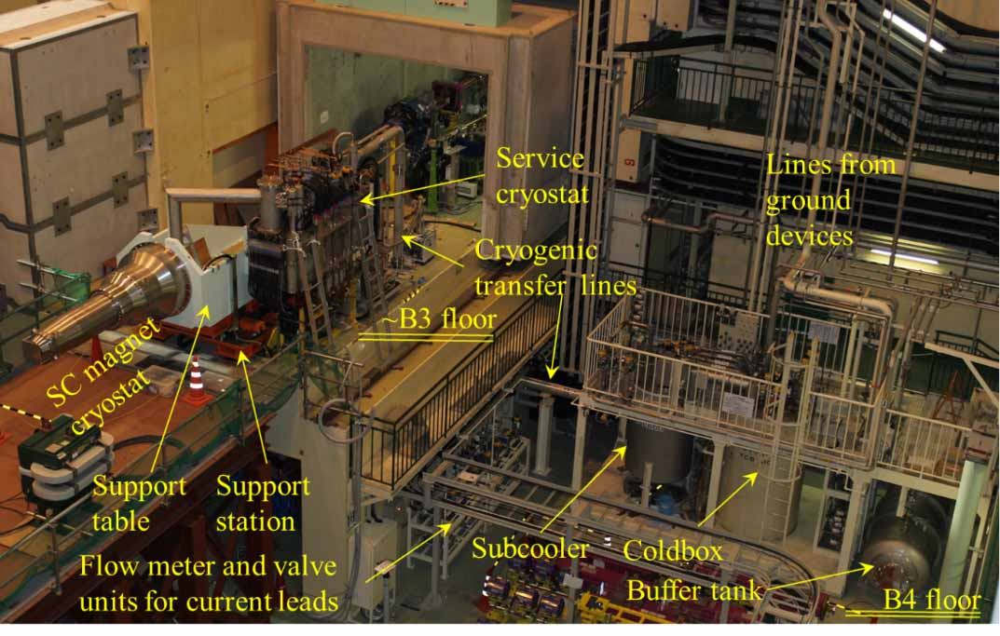 Service
cryostat
Lines from
ground
devices
Cryogenic
transfer lines
~B3 floor
SC magnet
cryostat
Support
table
Support
station
Flow meter and valve
units for current leads
Subcooler
Coldbox
Buffer tank
B4 floor